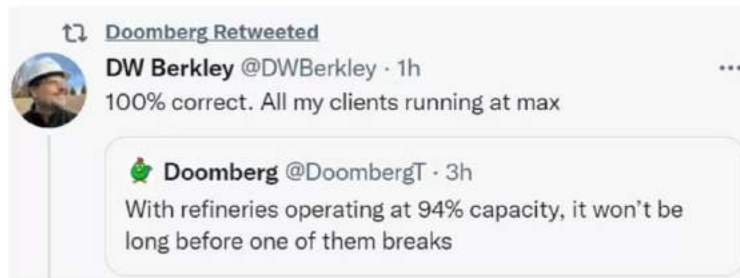 Doomberg Retweeted
DW Berkley @DWBerkley · 1h
100% correct. All my clients running at max
Doomberg @DoombergT · 3h
With refineries operating at 94% capacity, it won't be
long before one of them breaks